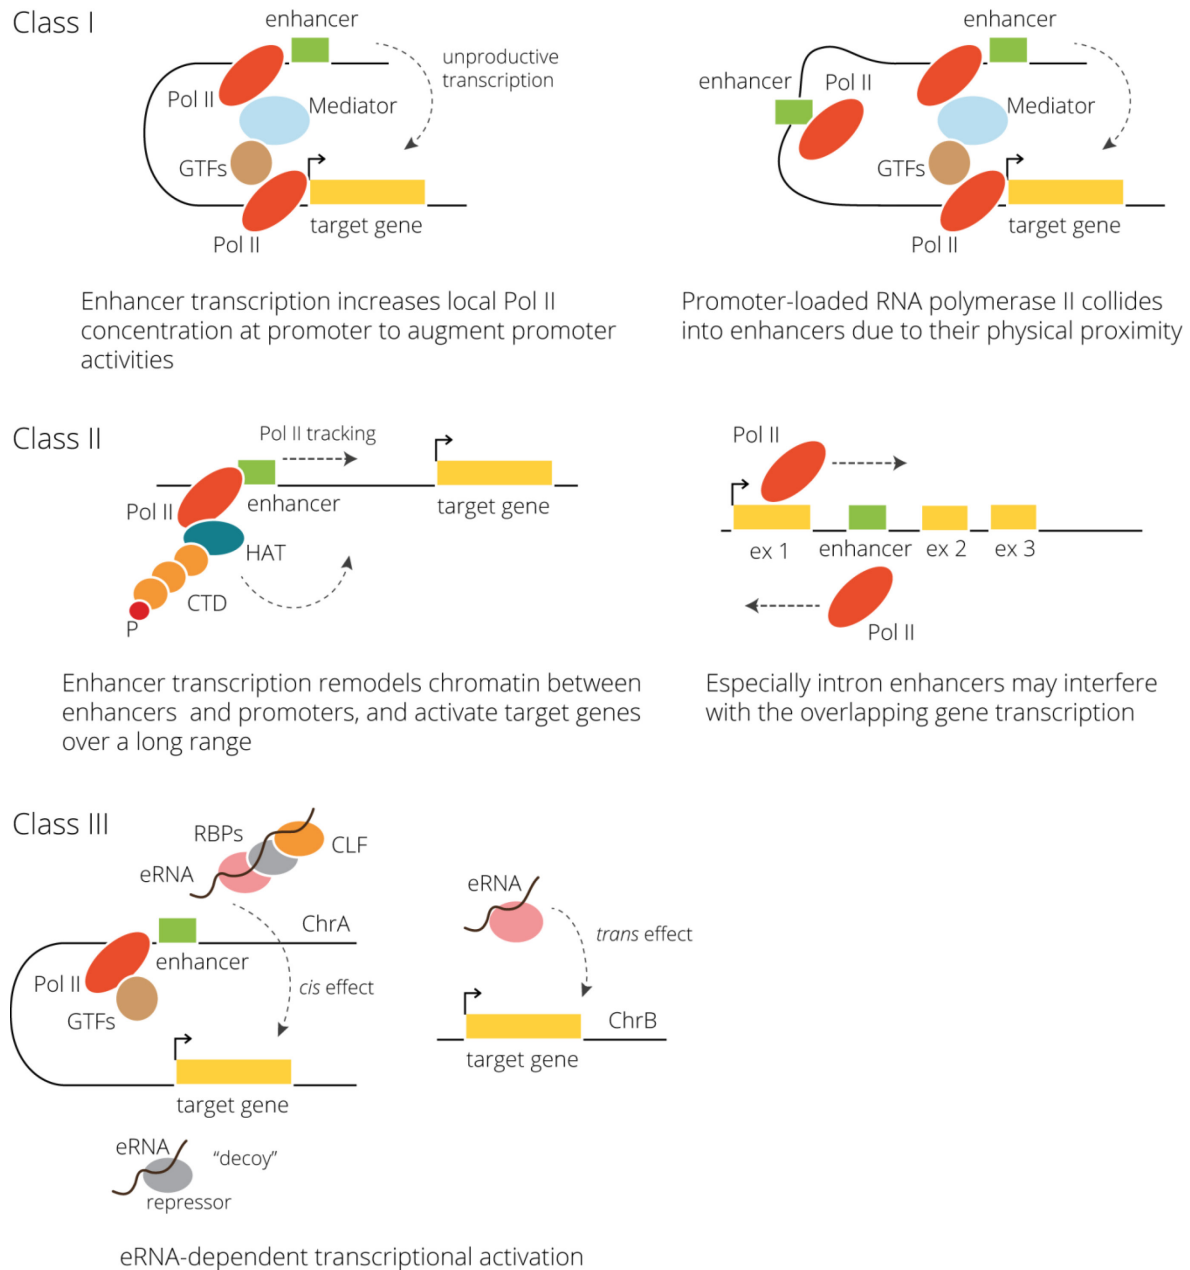 Class I
enhancer
unproductive
transcription
Pol II
Mediator
GTFs
target gene
Pol II
Enhancer transcription increases local Pol II
concentration at promoter to augment promoter
activities
enhancer
enhancer
Pol II
Mediator
GTFs
target gene
Pol II
Promoter-loaded RNA polymerase II collides
into enhancers due to their physical proximity
Class II
Pol II tracking
enhancer
target gene
Pol II
HAT
CTD
P
Enhancer transcription remodels chromatin between
enhancers and promoters, and activate target genes
over a long range
Pol II
ex 1
enhancer
ex 2
ex 3
Pol II
Especially intron enhancers may interfere
with the overlapping gene transcription
Class III
RBPs
CLF
eRNA
ChrA
enhancer
Pol II
GTFs
cis effect
target gene
eRNA
"decoy"
repressor
eRNA
trans effect
ChrB
target gene
eRNA-dependent transcriptional activation